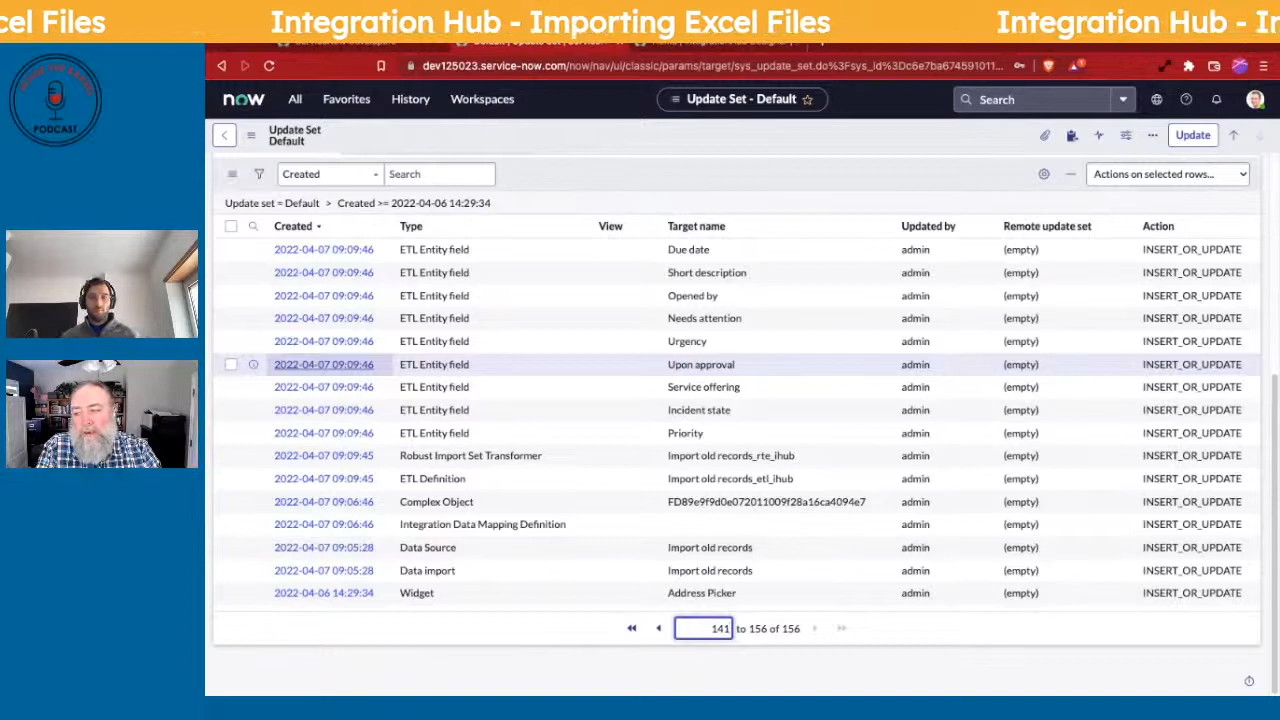 cel Files
Integration Hub - Importing Excel Files
Integration Hub - In
PODCAST
dev125023.service-now.com/now/nav/ui/classic/params/target/sys_update_set.do%3Fsys_id%3Dc6e7ba674591011...
now
All
Favorites
History
Workspaces
Update Set - Default
Search
Update Set
Default
Update
Created
Search
Actions on selected rows...
Update set = Default > Created >= 2022-04-06 14:29:34
Created Type View Target name Updated by Remote update set Action
2022-04-07 09:09:46 ETL Entity field Due date admin (empty) INSERT_OR_UPDATE
2022-04-07 09:09:46 ETL Entity field Short description admin (empty) INSERT_OR_UPDATE
2022-04-07 09:09:46 ETL Entity field Opened by admin (empty) INSERT_OR_UPDATE
2022-04-07 09:09:46 ETL Entity field Needs attention admin (empty) INSERT_OR_UPDATE
2022-04-07 09:09:46 ETL Entity field Urgency admin (empty) INSERT_OR_UPDATE
2022-04-07 09:09:46 ETL Entity field Upon approval admin (empty) INSERT_OR_UPDATE
2022-04-07 09:09:46 ETL Entity field Service offering admin (empty) INSERT_OR_UPDATE
2022-04-07 09:09:46 ETL Entity field Incident state admin (empty) INSERT_OR_UPDATE
2022-04-07 09:09:46 ETL Entity field Priority admin (empty) INSERT_OR_UPDATE
2022-04-07 09:09:45 Robust Import Set Transformer Import old records_rte_ihub admin (empty) INSERT_OR_UPDATE
2022-04-07 09:09:45 ETL Definition Import old records_etl_ihub admin (empty) INSERT_OR_UPDATE
2022-04-07 09:06:46 Complex Object FD89e9f9d0e072011009f28a16ca4094e7 admin (empty) INSERT_OR_UPDATE
2022-04-07 09:06:46 Integration Data Mapping Definition admin (empty) INSERT_OR_UPDATE
2022-04-07 09:05:28 Data Source Import old records admin (empty) INSERT_OR_UPDATE
2022-04-07 09:05:28 Data import Import old records admin (empty) INSERT_OR_UPDATE
2022-04-06 14:29:34 Widget Address Picker admin (empty) INSERT_OR_UPDATE
141 to 156 of 156